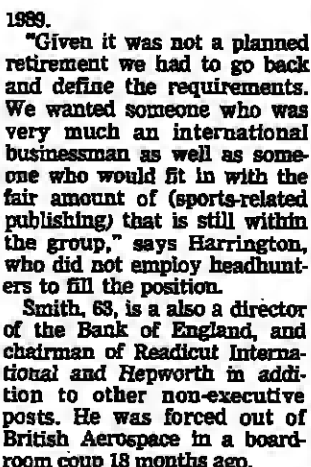 1989.
"Given it was not a planned
retirement we had to go back
and define the requirements.
We wanted someone who was
very much an international
businessman as well as some-
one who would fit in with the
fair amount of (sports-related
publishing) that is still within
the group," says Harrington,
who did not employ headhunt-
ers to fill the position.
Smith, 63, is a also a director
of the Bank of England, and
chairman of Readicut Interna-
tional and Hepworth in addi-
tion to other non-executive
posts. He was forced out of
British Aerospace in a board-
room coup 18 months ago.